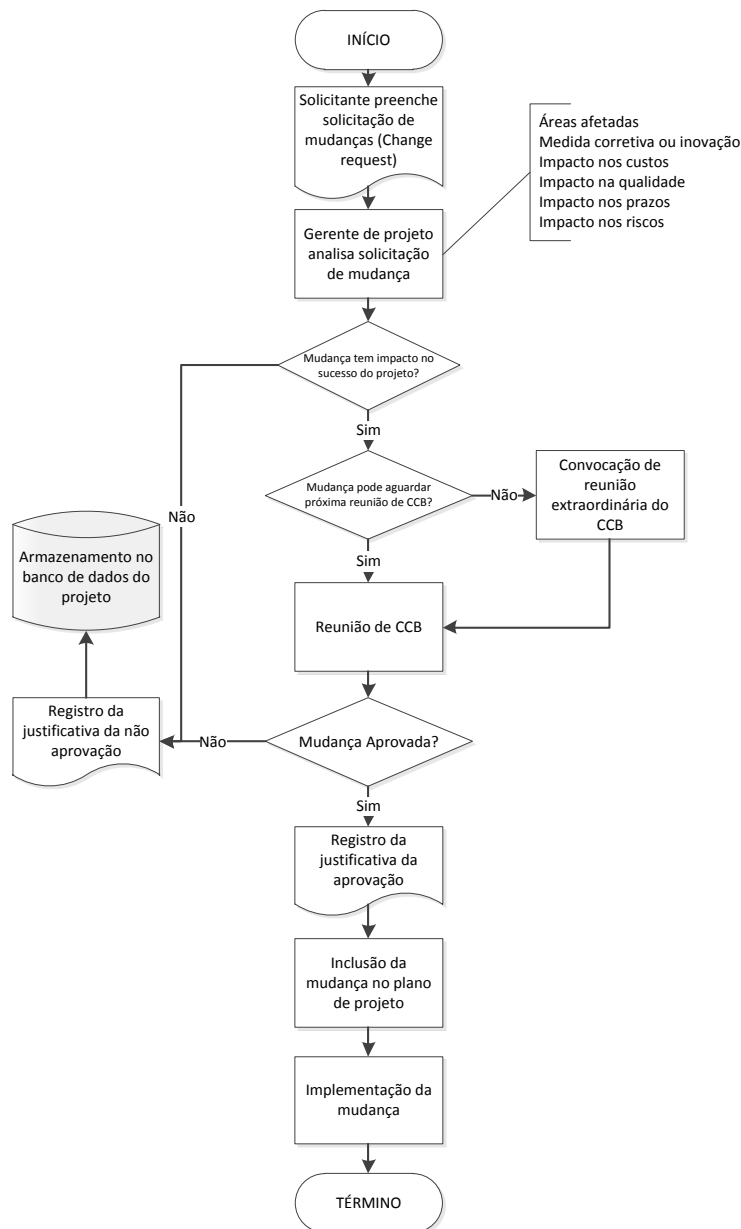 INÍCIO
Solicitante preenche
solicitação de
mudanças (Change
request)
Áreas afetadas
Medida corretiva ou inovação
Impacto nos custos
Impacto na qualidade
Impacto nos prazos
Impacto nos riscos
Gerente de projeto
analisa solicitação
de mudança
Mudança tem impacto no
sucesso do projeto?
Sim
Mudança pode aguardar
próxima reunião de CCB?
Não
Convocação de
reunião
extraordinária do
CCB
Não
Sim
Armazenamento no
banco de dados do
projeto
Reunião de CCB
Registro da
justificativa da não
aprovação
Não
Mudança Aprovada?
Sim
Registro da
justificativa da
aprovação
Inclusão da
mudança no plano
de projeto
Implementação da
mudança
TÉRMINO